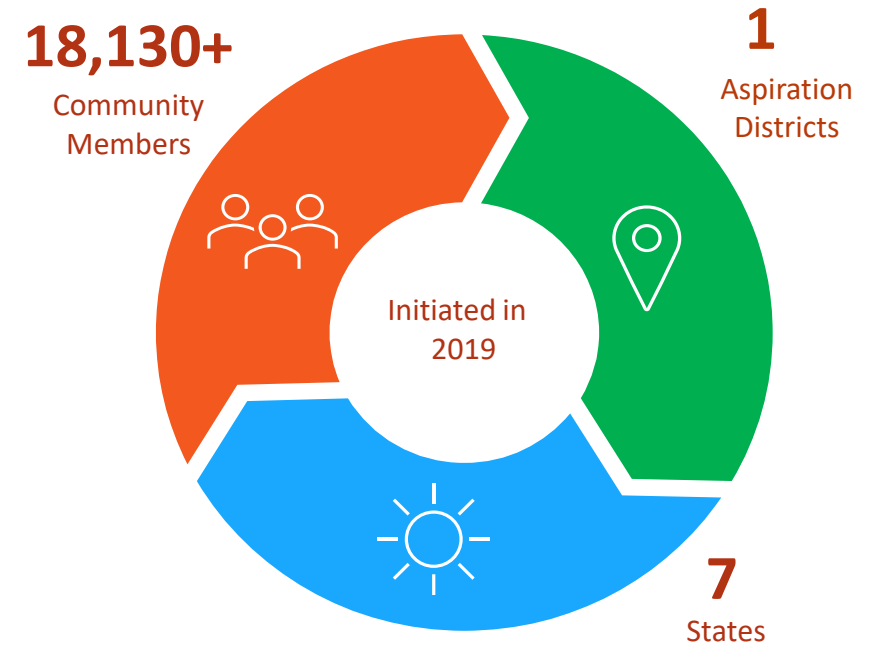 18,130+
Community
Members
1
Aspiration
Districts
Initiated in
2019
7
States